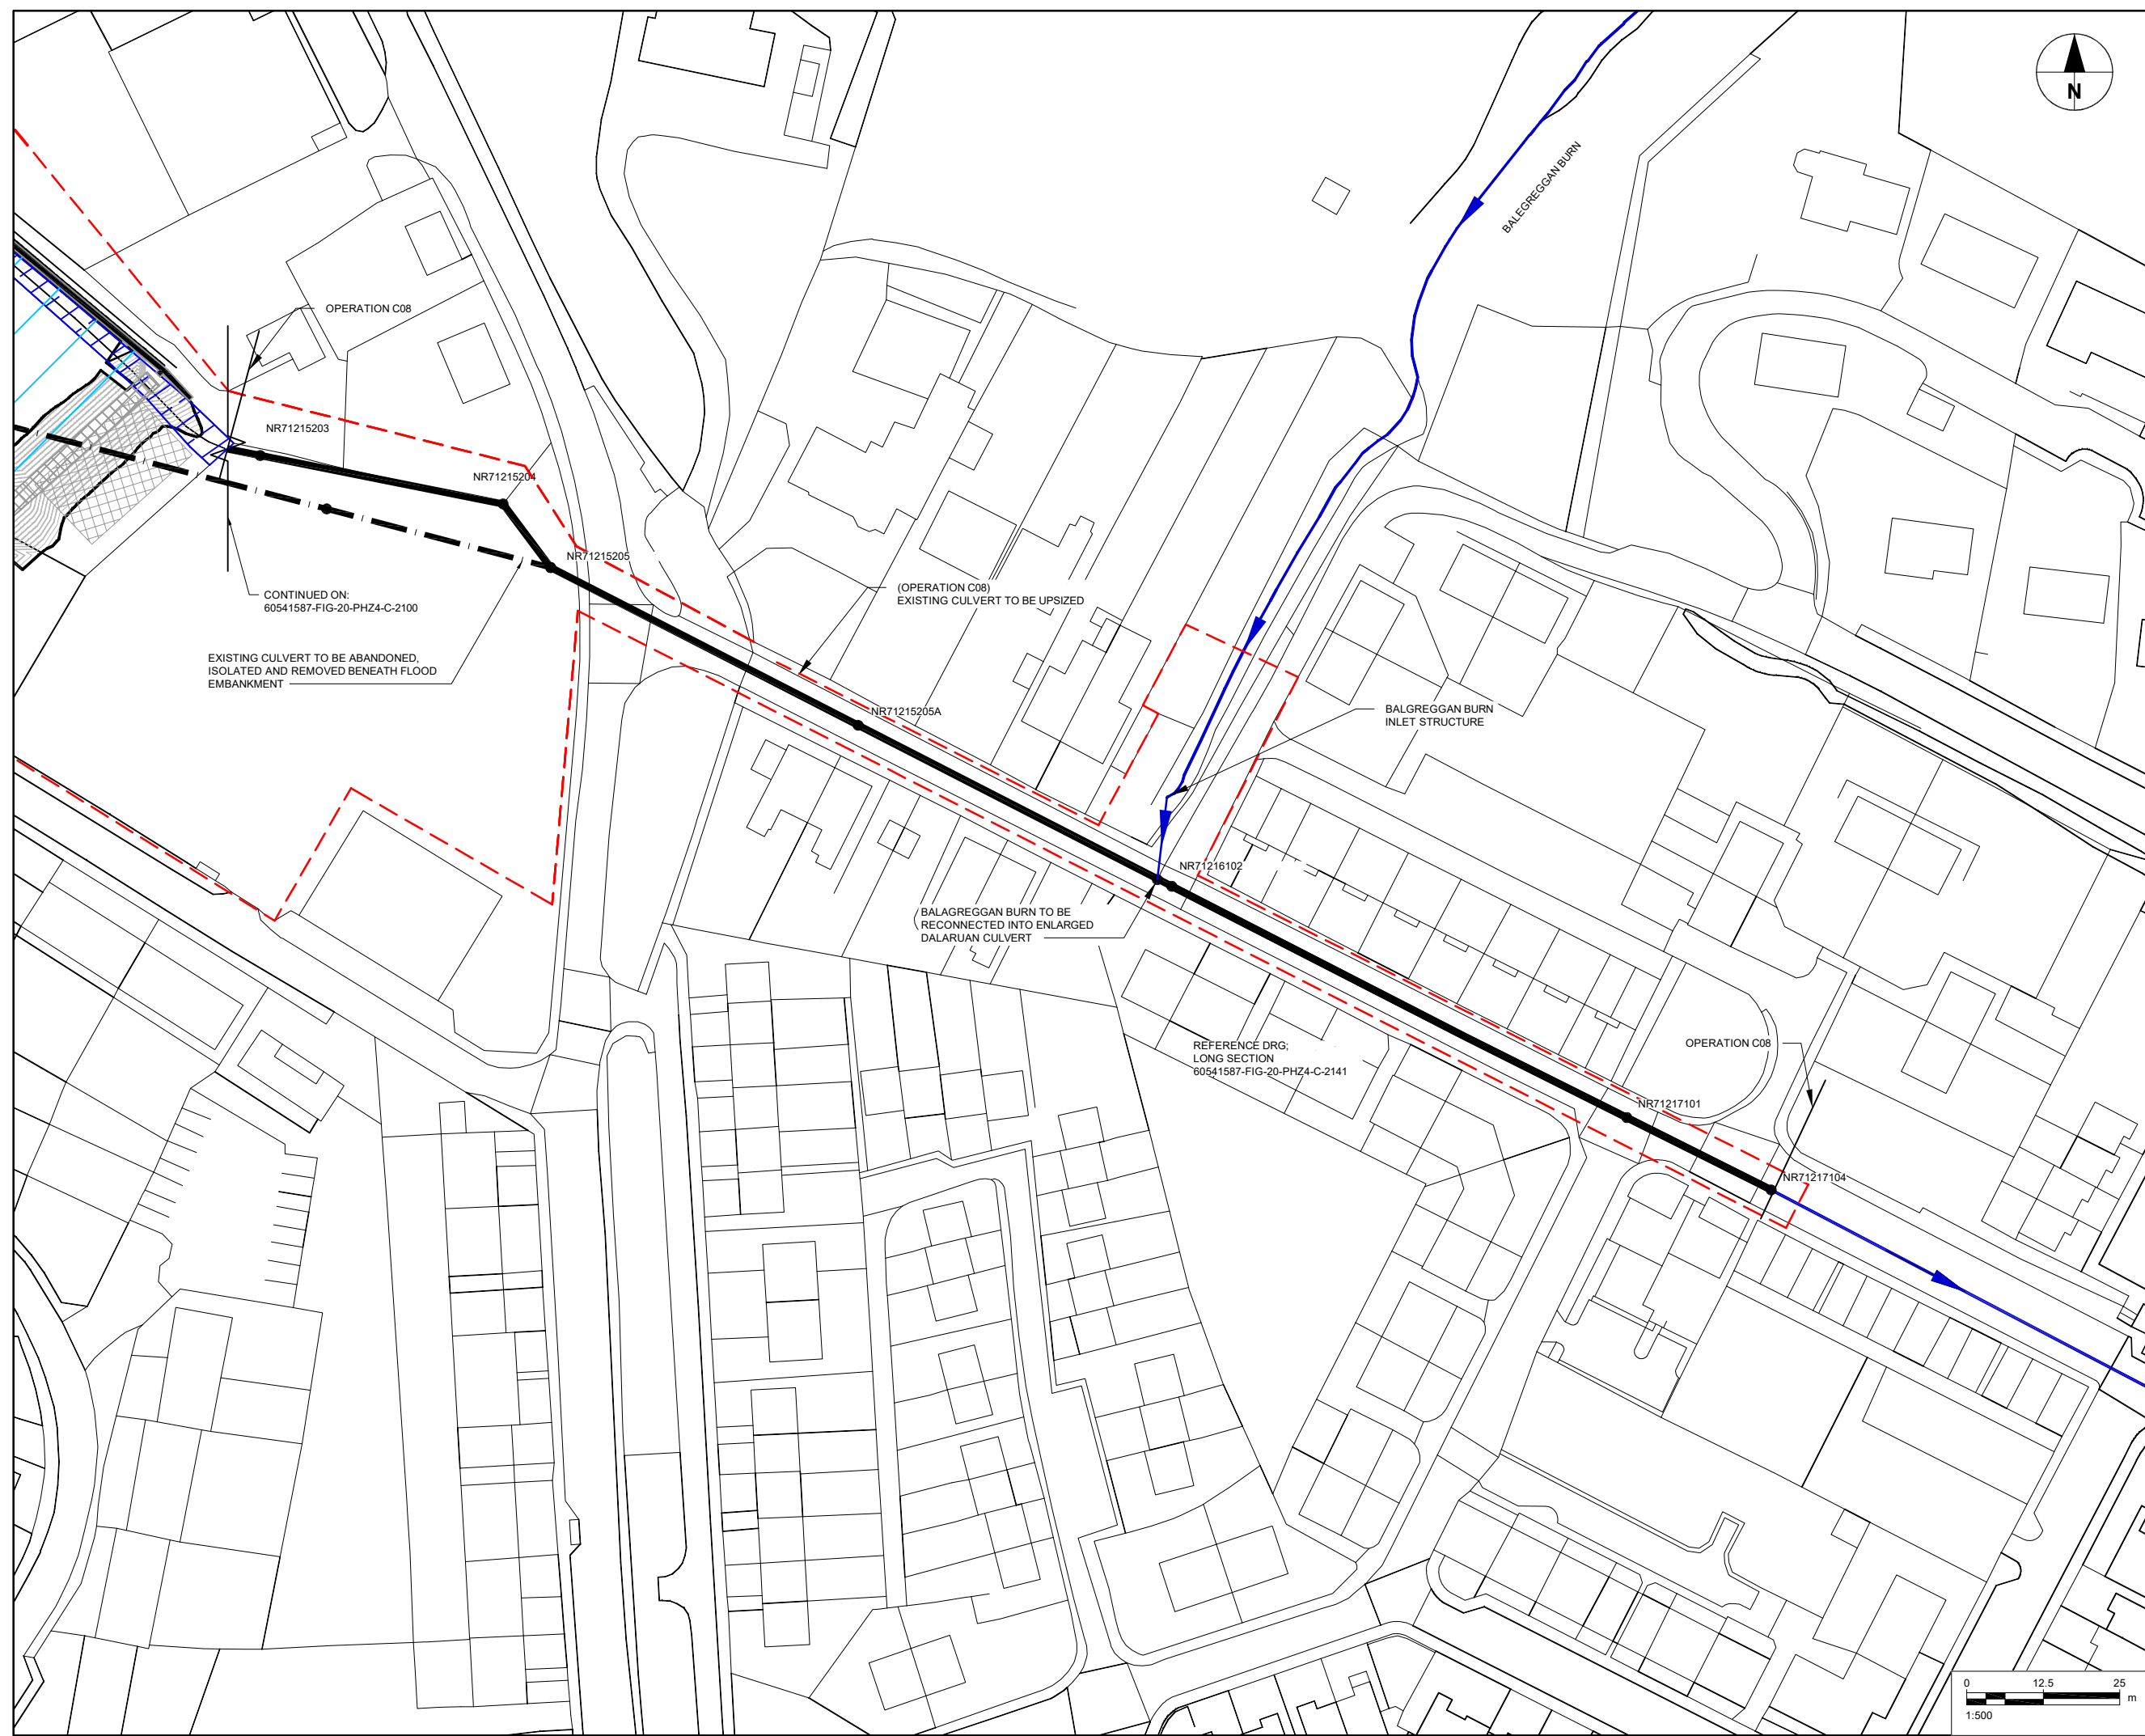 N
BALEGREGGAN BURN
OPERATION C08
NR71215203
NR71215204
NR71215205
CONTINUED ON:
60541587-FIG-20-PHZ4-C-2100
(OPERATION C08)
EXISTING CULVERT TO BE UPSIZED
EXISTING CULVERT TO BE ABANDONED,
ISOLATED AND REMOVED BENEATH FLOOD
EMBANKMENT
NR71215205A
BALGREGGAN BURN
INLET STRUCTURE
NR71216102
BALAGREGGAN BURN TO BE
RECONNECTED INTO ENLARGED
DALARUAN CULVERT
REFERENCE DRG;
LONG SECTION
60541587-FIG-20-PHZ4-C-2141
OPERATION C08
NR71217101
NR71217104
0 12.5 25
m
1:500